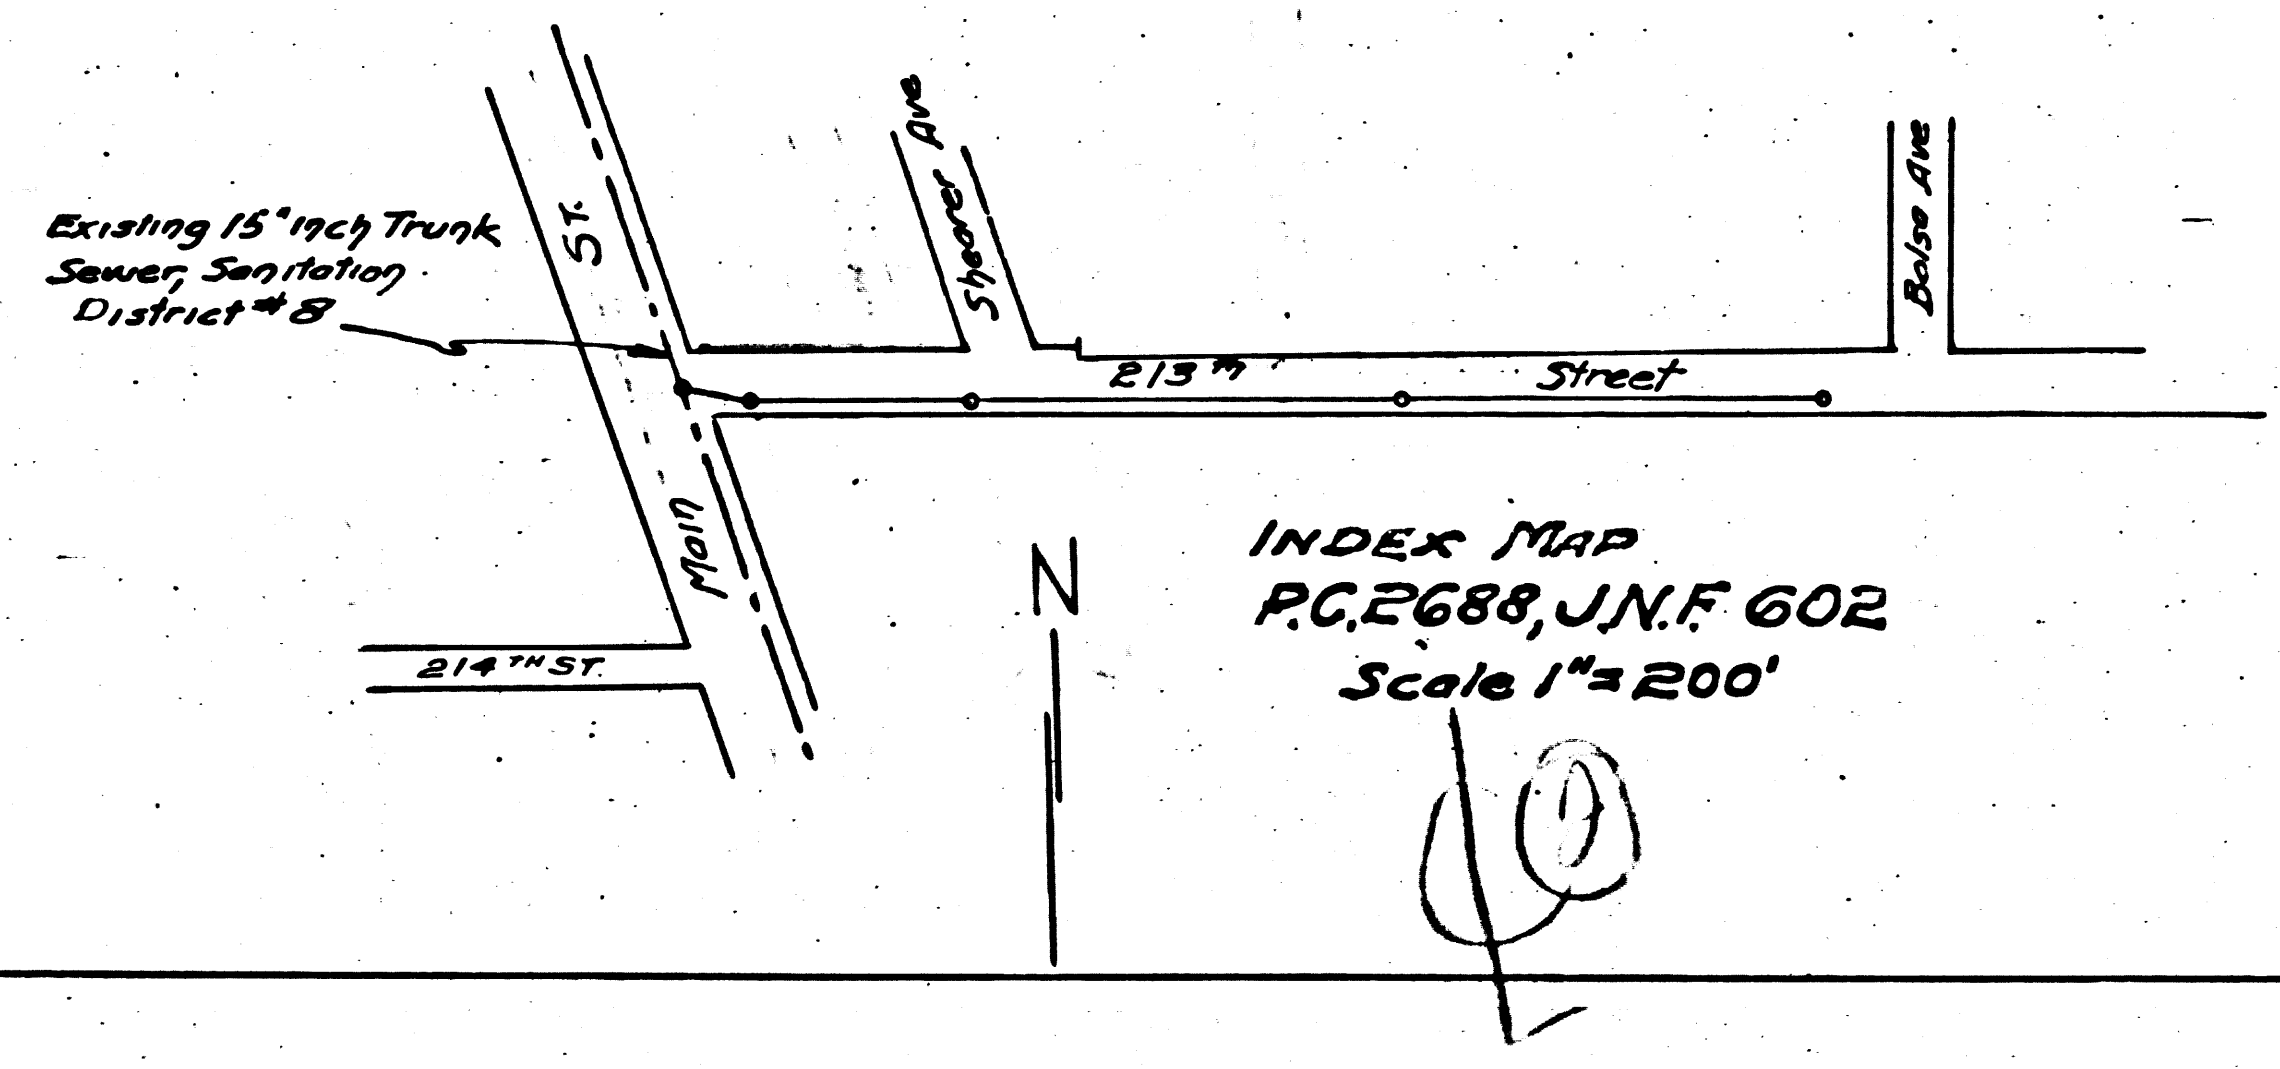 Shearer Ave
Balsa Ave
Existing 15" Inch Trunk
Sewer, Sanitation
District #8
Main ST.
213th Street
214TH ST.
N
INDEX MAP
P.C. 2688, J.N.F. 602
Scale 1"=200'